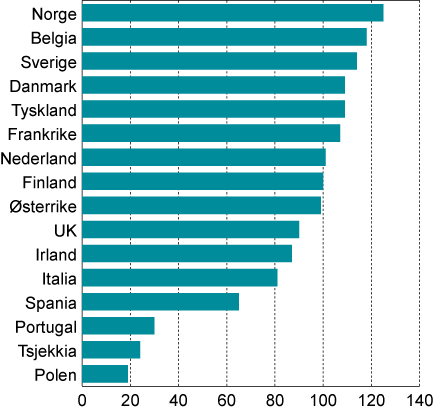 Norge
Belgia
Sverige
Danmark
Tyskland
Frankrike
Nederland
Finland
Østerrike
UK
Irland
Italia
Spania
Portugal
Tsjekkia
Polen
0 20 40 60 80 100 120 140